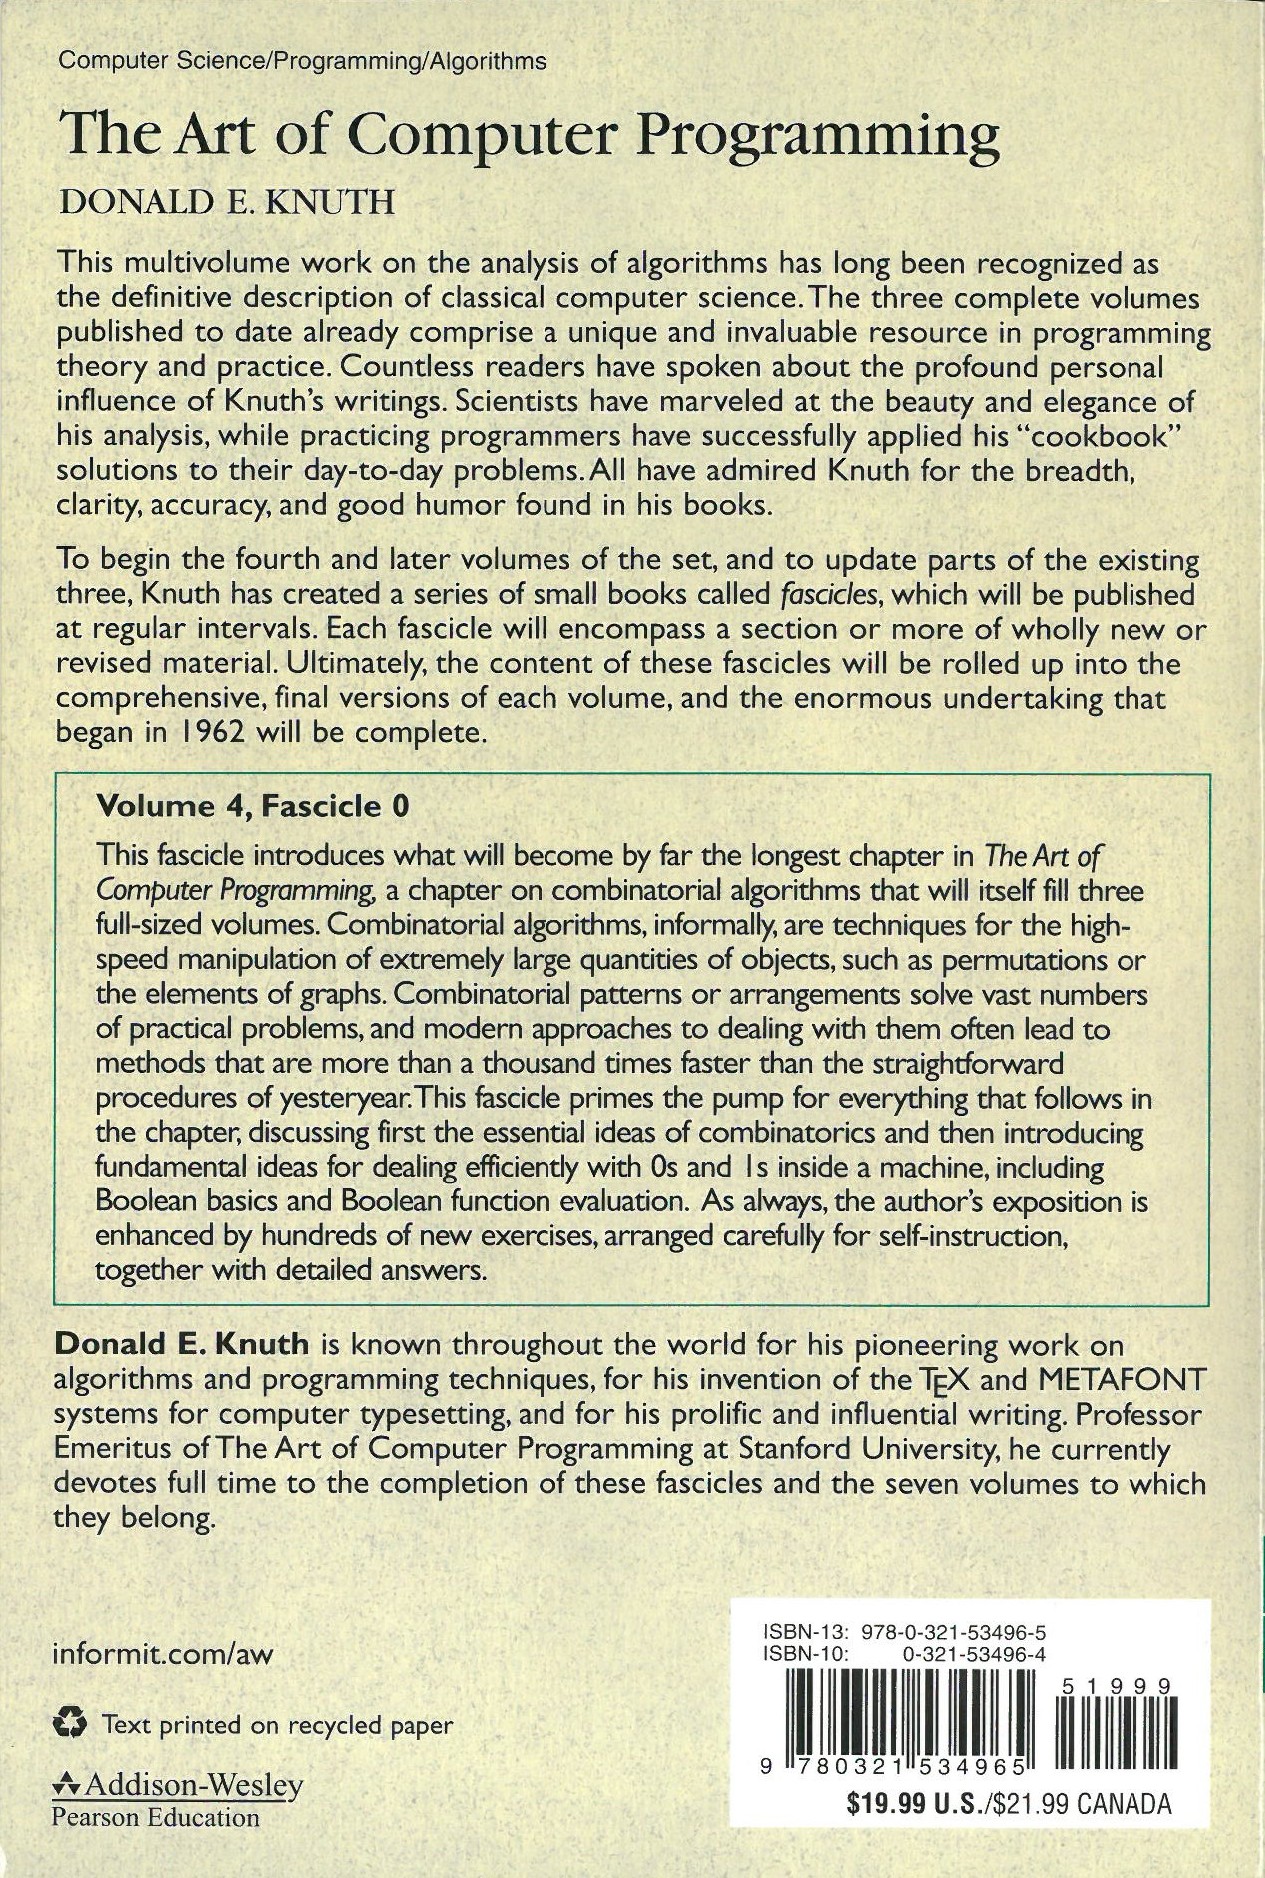 Computer Science/Programming/Algorithms
The Art of Computer Programming
DONALD E. KNUTH
This multivolume work on the analysis of algorithms has long been recognized as
the definitive description of classical computer science. The three complete volumes
published to date already comprise a unique and invaluable resource in programming
theory and practice. Countless readers have spoken about the profound personal
influence of Knuth's writings. Scientists have marveled at the beauty and elegance of
his analysis, while practicing programmers have successfully applied his “cookbook”
solutions to their day-to-day problems. All have admired Knuth for the breadth,
clarity, accuracy, and good humor found in his books.
To begin the fourth and later volumes of the set, and to update parts of the existing
three, Knuth has created a series of small books called fascicles, which will be published
at regular intervals. Each fascicle will encompass a section or more of wholly new or
revised material. Ultimately, the content of these fascicles will be rolled up into the
comprehensive, final versions of each volume, and the enormous undertaking that
began in 1962 will be complete.
Volume 4, Fascicle 0
This fascicle introduces what will become by far the longest chapter in The Art of
Computer Programming, a chapter on combinatorial algorithms that will itself fill three
full-sized volumes. Combinatorial algorithms, informally, are techniques for the high-
speed manipulation of extremely large quantities of objects, such as permutations or
the elements of graphs. Combinatorial patterns or arrangements solve vast numbers
of practical problems, and modern approaches to dealing with them often lead to
methods that are more than a thousand times faster than the straightforward
procedures of yesteryear. This fascicle primes the pump for everything that follows in
the chapter, discussing first the essential ideas of combinatorics and then introducing
fundamental ideas for dealing efficiently with 0s and 1s inside a machine, including
Boolean basics and Boolean function evaluation. As always, the author's exposition is
enhanced by hundreds of new exercises, arranged carefully for self-instruction,
together with detailed answers.
Donald E. Knuth is known throughout the world for his pioneering work on
algorithms and programming techniques, for his invention of the TEX and METAFONT
systems for computer typesetting, and for his prolific and influential writing. Professor
Emeritus of The Art of Computer Programming at Stanford University, he currently
devotes full time to the completion of these fascicles and the seven volumes to which
they belong.
informit.com/aw
Text printed on recycled paper
Addison-Wesley
Pearson Education
ISBN-13: 978-0-321-53496-5
ISBN-10: 0-321-53496-4
5 1 9 9 9
9 780321 534965
$19.99 U.S./$21.99 CANADA